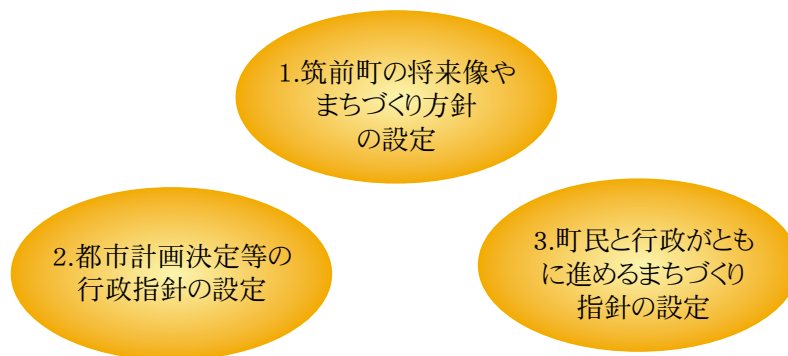 1.筑前町の将来像や
まちづくり方針
の設定
2.都市計画決定等の
行政指針の設定
3.町民と行政がとも
に進めるまちづくり
指針の設定